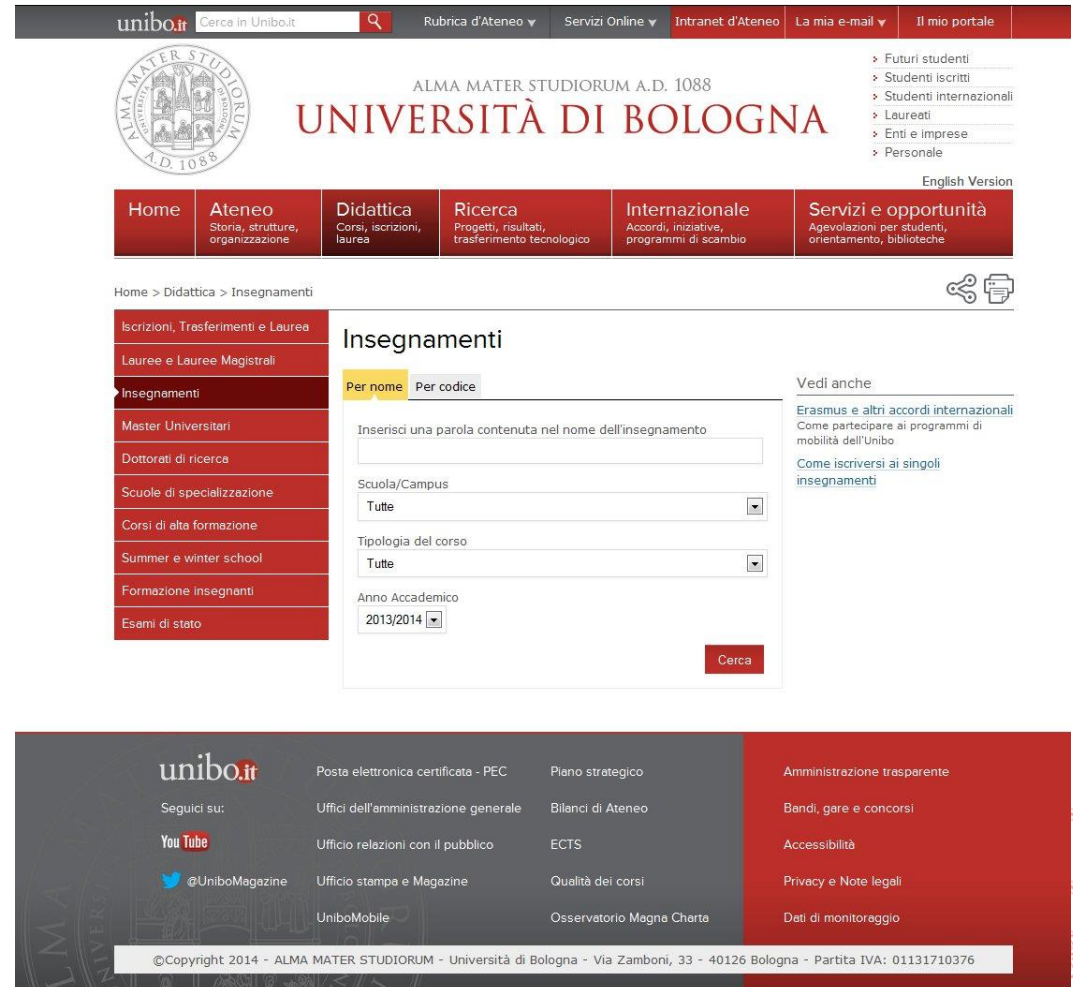 unibo.it
Cerca in Unibo.it
Rubrica d'Ateneo
Servizi Online
Intranet d'Ateneo
La mia e-mail
Il mio portale
ALMA MATER STUDIORUM
A.D. 1088
ALMA MATER STUDIORUM A.D. 1088
UNIVERSITÀ DI BOLOGNA
Futuri studenti
Studenti iscritti
Studenti internazionali
Laureati
Enti e imprese
Personale
English Version
Home
Ateneo
Storia, strutture,
organizzazione
Didattica
Corsi, iscrizioni,
laurea
Ricerca
Progetti, risultati,
trasferimento tecnologico
Internazionale
Accordi, iniziative,
programmi di scambio
Servizi e opportunità
Agevolazioni per studenti,
orientamento, biblioteche
Home > Didattica > Insegnamenti
Iscrizioni, Trasferimenti e Laurea
Lauree e Lauree Magistrali
Insegnamenti
Master Universitari
Dottorati di ricerca
Scuole di specializzazione
Corsi di alta formazione
Summer e winter school
Formazione insegnanti
Esami di stato
Insegnamenti
Per nome
Per codice
Inserisci una parola contenuta nel nome dell'insegnamento
Scuola/Campus
Tutte
Tipologia del corso
Tutte
Anno Accademico
2013/2014
Cerca
Vedi anche
Erasmus e altri accordi internazionali
Come partecipare ai programmi di
mobilità dell'Unibo
Come iscriversi ai singoli
insegnamenti
unibo.it
Seguici su:
YouTube
@UniboMagazine
Posta elettronica certificata - PEC
Uffici dell'amministrazione generale
Ufficio relazioni con il pubblico
Ufficio stampa e Magazine
UniboMobile
Piano strategico
Bilanci di Ateneo
ECTS
Qualità dei corsi
Osservatorio Magna Charta
Amministrazione trasparente
Bandi, gare e concorsi
Accessibilità
Privacy e Note legali
Dati di monitoraggio
©Copyright 2014 - ALMA MATER STUDIORUM - Università di Bologna - Via Zamboni, 33 - 40126 Bologna - Partita IVA: 01131710376